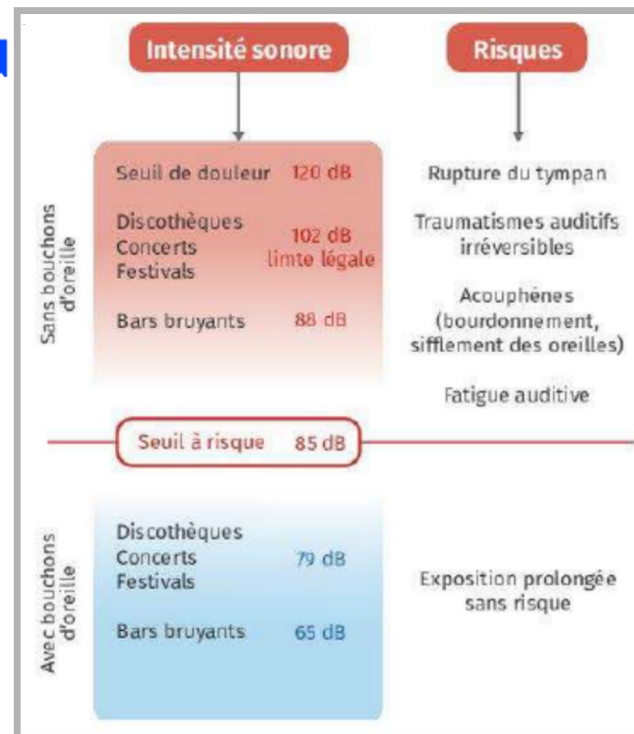 Intensité sonore
Risques
Sans bouchons
d'oreille
Seuil de douleur 120 dB
Discothèques
Concerts
Festivals
102 dB
limte légale
Bars bruyants 88 dB
Rupture du tympan
Traumatismes auditifs
irréversibles
Acouphènes
(bourdonnement,
sifflement des oreilles)
Fatigue auditive
Seuil à risque 85 dB
Avec bouchons
d'oreille
Discothèques
Concerts
Festivals
79 dB
Bars bruyants 65 dB
Exposition prolongée
sans risque